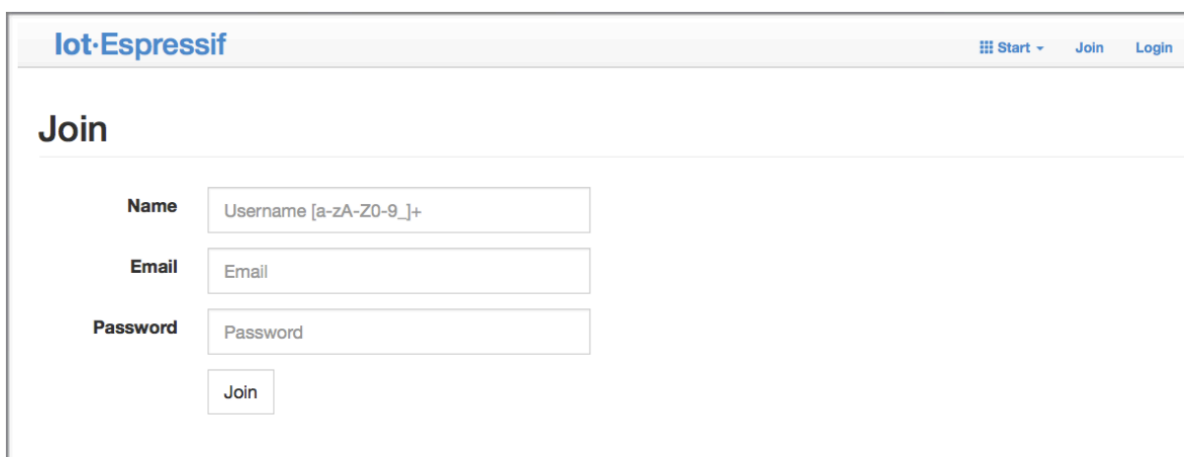 Iot·Espressif
Start Join Login
Join
Name Username [a-zA-Z0-9_]+
Email Email
Password Password
Join